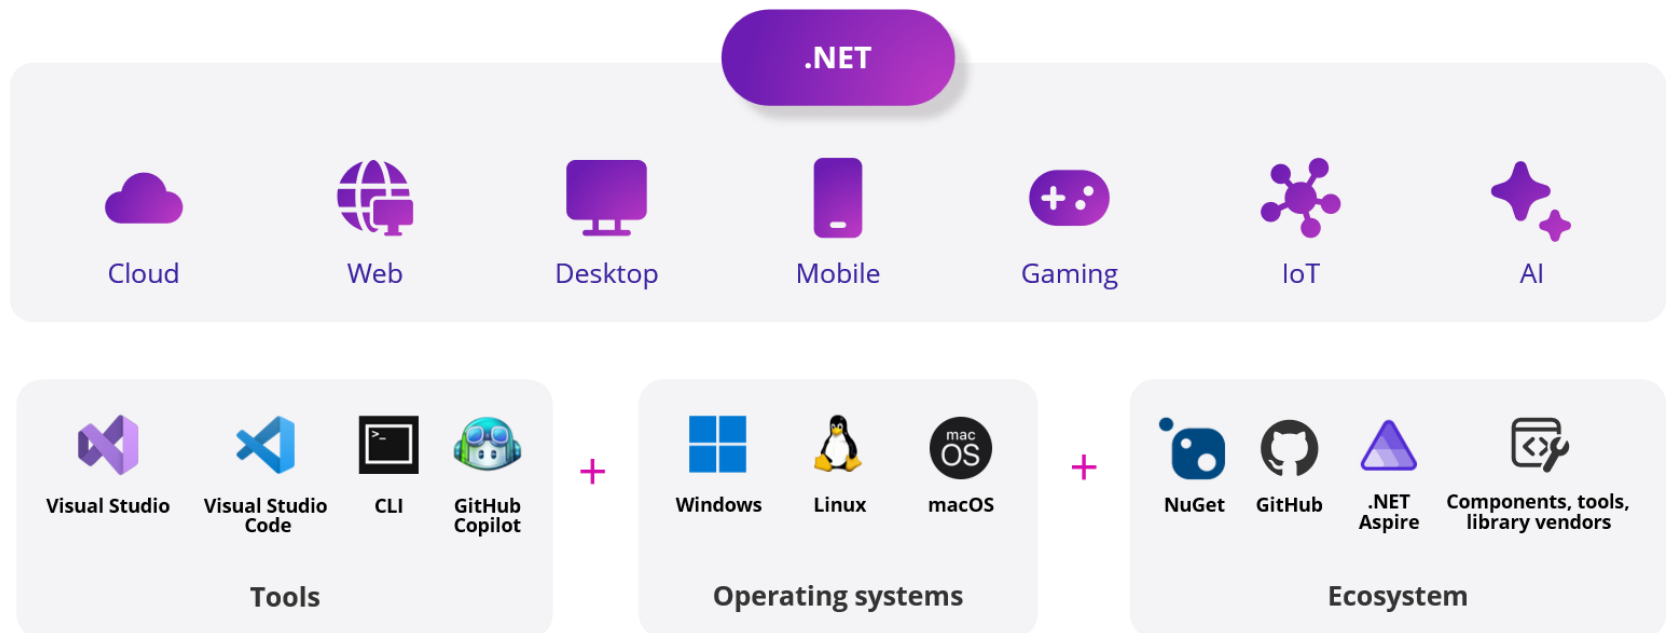 .NET
Cloud
Web
Desktop
Mobile
Gaming
IoT
AI
>_
Visual Studio
Visual Studio
Code
CLI
GitHub
Copilot
Tools
+
mac
OS
Windows
Linux
macOS
Operating systems
+
<>
NuGet
GitHub
.NET
Aspire
Components, tools,
library vendors
Ecosystem